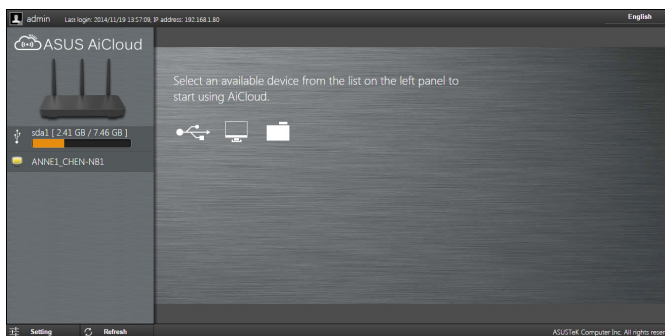 admin Last login: 2014/11/19 13:57:09, IP address: 192.168.1.80 English
ASUS AiCloud
Select an available device from the list on the left panel to
start using AiCloud.
sda1 [ 2.41 GB / 7.46 GB ]
ANNE1_CHEN-NB1
Setting Refresh ASUSTeK Computer Inc. All rights reser